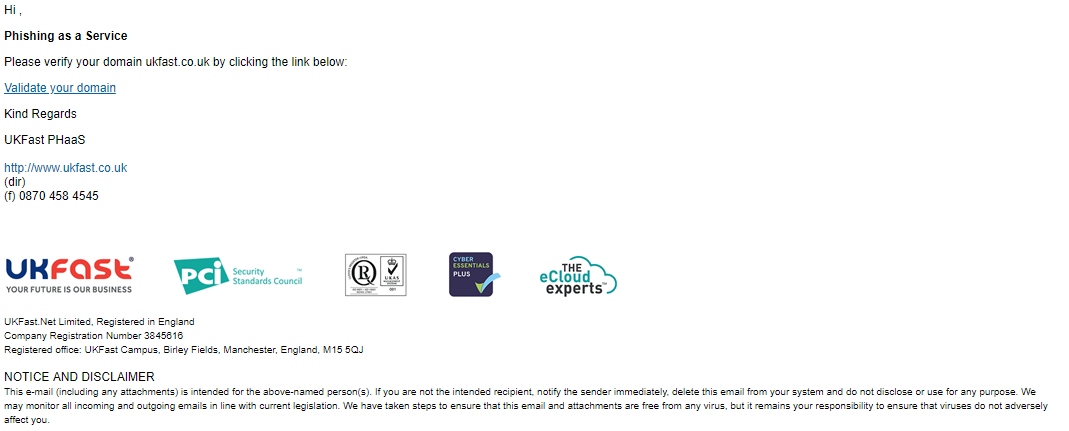 Hi ,
Phishing as a Service
Please verify your domain ukfast.co.uk by clicking the link below:
Validate your domain
Kind Regards
UKFast PHaaS
http://www.ukfast.co.uk
(dir)
(f) 0870 458 4545
UKFAST®
YOUR FUTURE IS OUR BUSINESS
PCi Security Standards Council ™
R
UKAS
CYBER ESSENTIALS PLUS
THE eCloud experts™
UKFast.Net Limited, Registered in England
Company Registration Number 3845616
Registered office: UKFast Campus, Birley Fields, Manchester, England, M15 5QJ
NOTICE AND DISCLAIMER
This e-mail (including any attachments) is intended for the above-named person(s). If you are not the intended recipient, notify the sender immediately, delete this email from your system and do not disclose or use for any purpose. We
may monitor all incoming and outgoing emails in line with current legislation. We have taken steps to ensure that this email and attachments are free from any virus, but it remains your responsibility to ensure that viruses do not adversely
affect you.